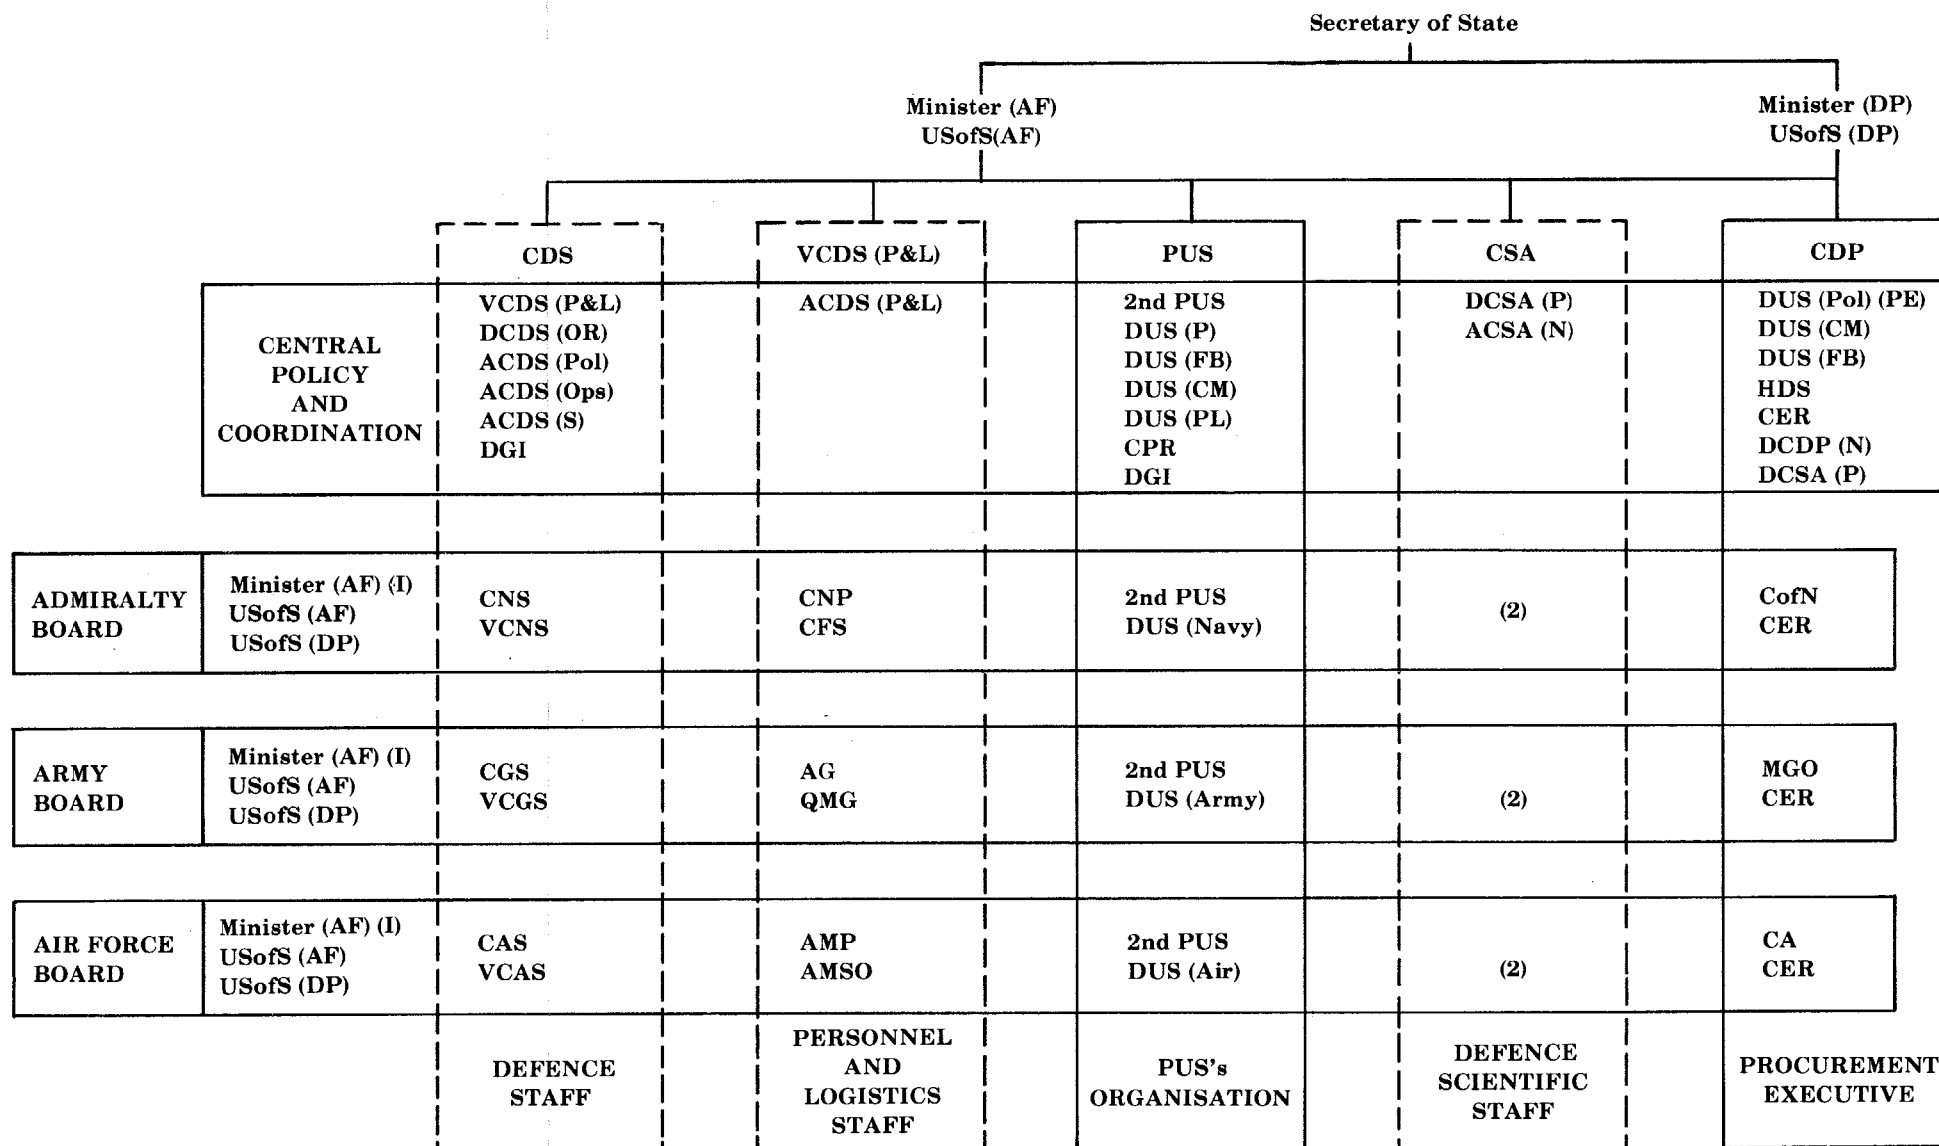 Secretary of State
Minister (AF)
USofS(AF)
Minister (DP)
USofS (DP)
CDS
VCDS (P&L)
PUS
CSA
CDP
CENTRAL
POLICY
AND
COORDINATION
VCDS (P&L)
DCDS (OR)
ACDS (Pol)
ACDS (Ops)
ACDS (S)
DGI
ACDS (P&L)
2nd PUS
DUS (P)
DUS (FB)
DUS (CM)
DUS (PL)
CPR
DGI
DCSA (P)
ACSA (N)
DUS (Pol) (PE)
DUS (CM)
DUS (FB)
HDS
CER
DCDP (N)
DCSA (P)
ADMIRALTY
BOARD
Minister (AF) (I)
USofS (AF)
USofS (DP)
CNS
VCNS
CNP
CFS
2nd PUS
DUS (Navy)
(2)
CofN
CER
ARMY
BOARD
Minister (AF) (I)
USofS (AF)
USofS (DP)
CGS
VCGS
AG
QMG
2nd PUS
DUS (Army)
(2)
MGO
CER
AIR FORCE
BOARD
Minister (AF) (I)
USofS (AF)
USofS (DP)
CAS
VCAS
AMP
AMSO
2nd PUS
DUS (Air)
(2)
CA
CER
DEFENCE
STAFF
PERSONNEL
AND
LOGISTICS
STAFF
PUS's
ORGANISATION
DEFENCE
SCIENTIFIC
STAFF
PROCUREMENT
EXECUTIVE